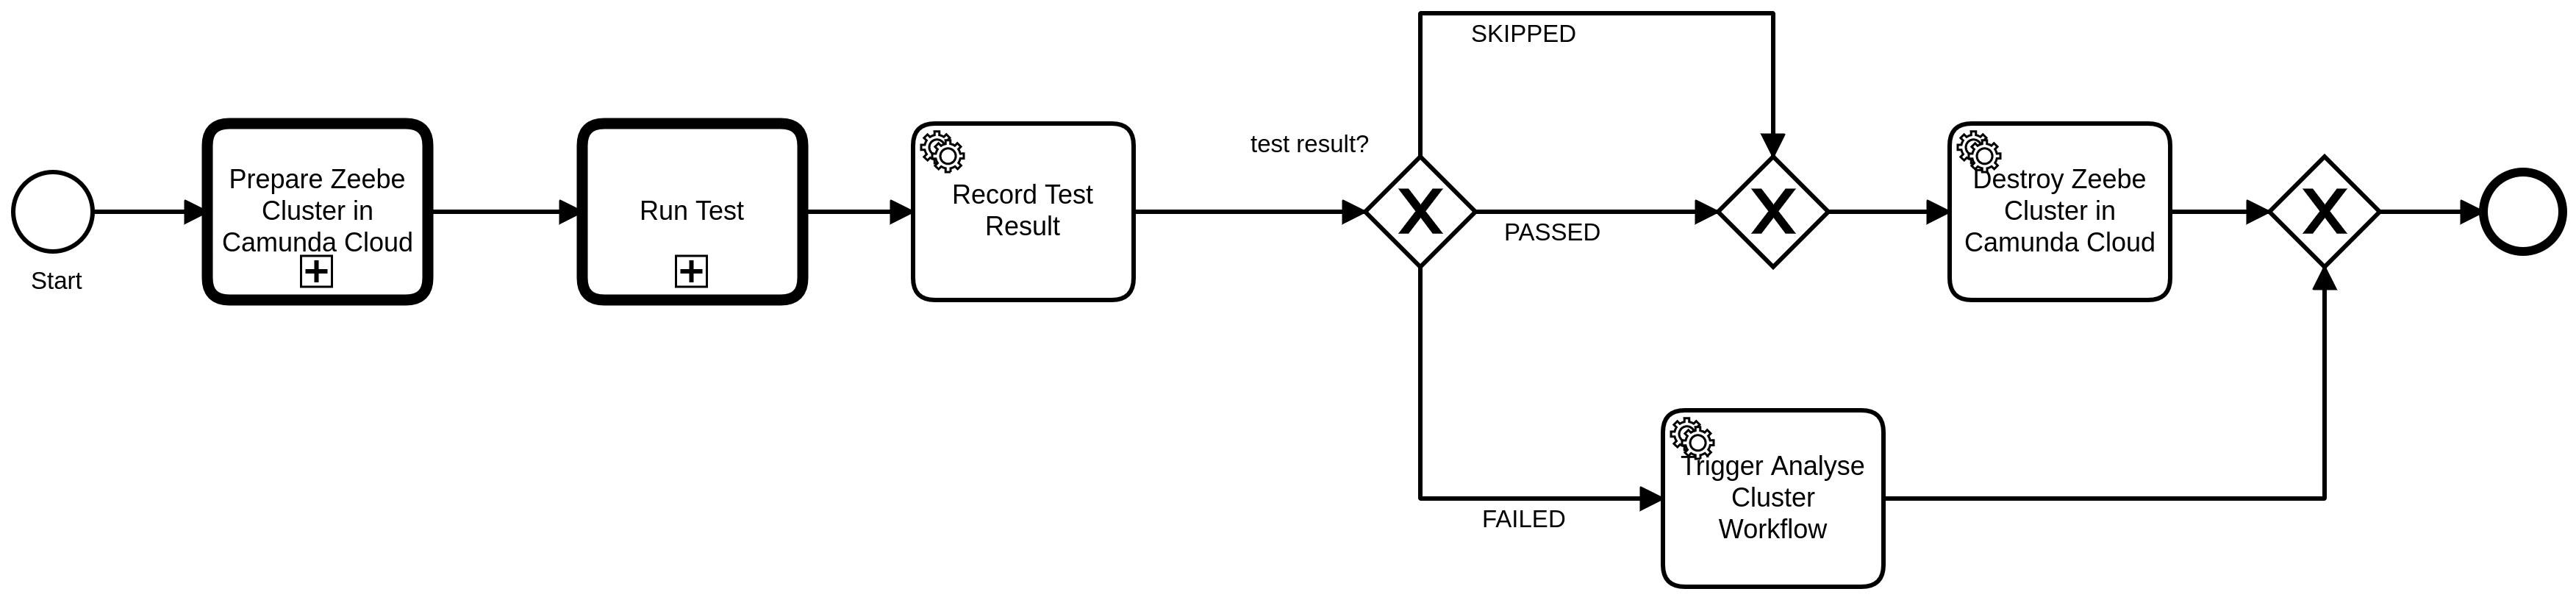 Start
Prepare Zeebe
Cluster in
Camunda Cloud
Run Test
Record Test
Result
test result?
SKIPPED
PASSED
FAILED
Destroy Zeebe
Cluster in
Camunda Cloud
Trigger Analyse
Cluster
Workflow